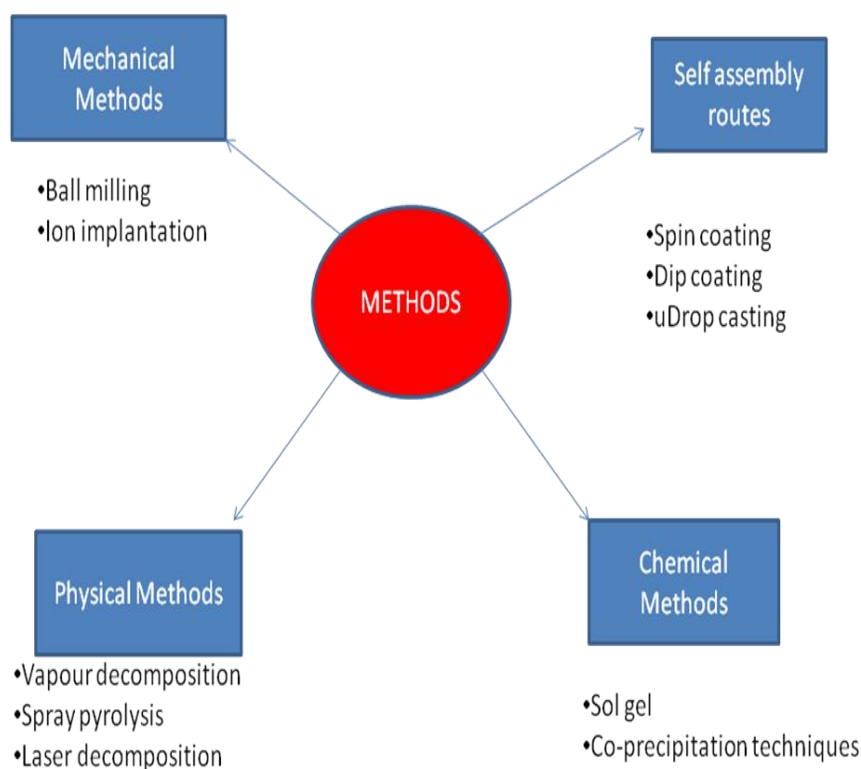 Mechanical
Methods
•Ball milling
•Ion implantation
Self assembly
routes
•Spin coating
•Dip coating
•uDrop casting
METHODS
Physical Methods
•Vapour decomposition
•Spray pyrolysis
•Laser decomposition
Chemical
Methods
•Sol gel
•Co-precipitation techniques